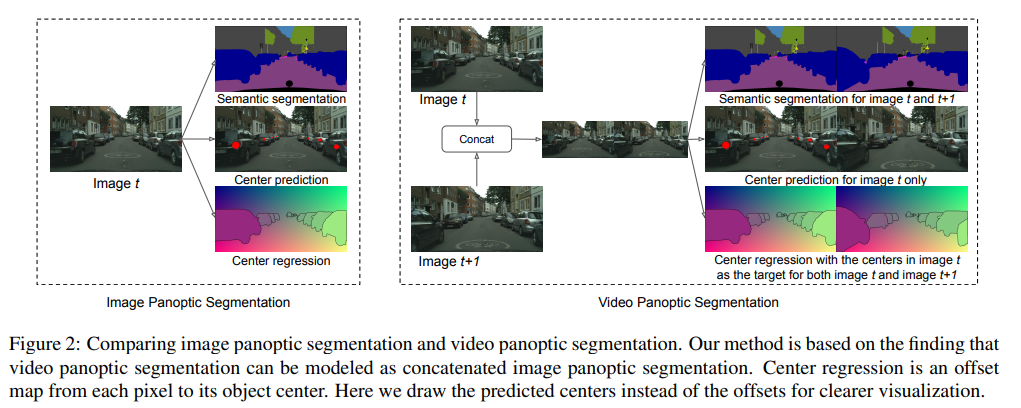 Semantic segmentation
Image t
Center prediction
Center regression
Image Panoptic Segmentation
Image t
Concat
Image t+1
Semantic segmentation for image t and t+1
Center prediction for image t only
Center regression with the centers in image t
as the target for both image t and image t+1
Video Panoptic Segmentation
Figure 2: Comparing image panoptic segmentation and video panoptic segmentation. Our method is based on the finding that
video panoptic segmentation can be modeled as concatenated image panoptic segmentation. Center regression is an offset
map from each pixel to its object center. Here we draw the predicted centers instead of the offsets for clearer visualization.